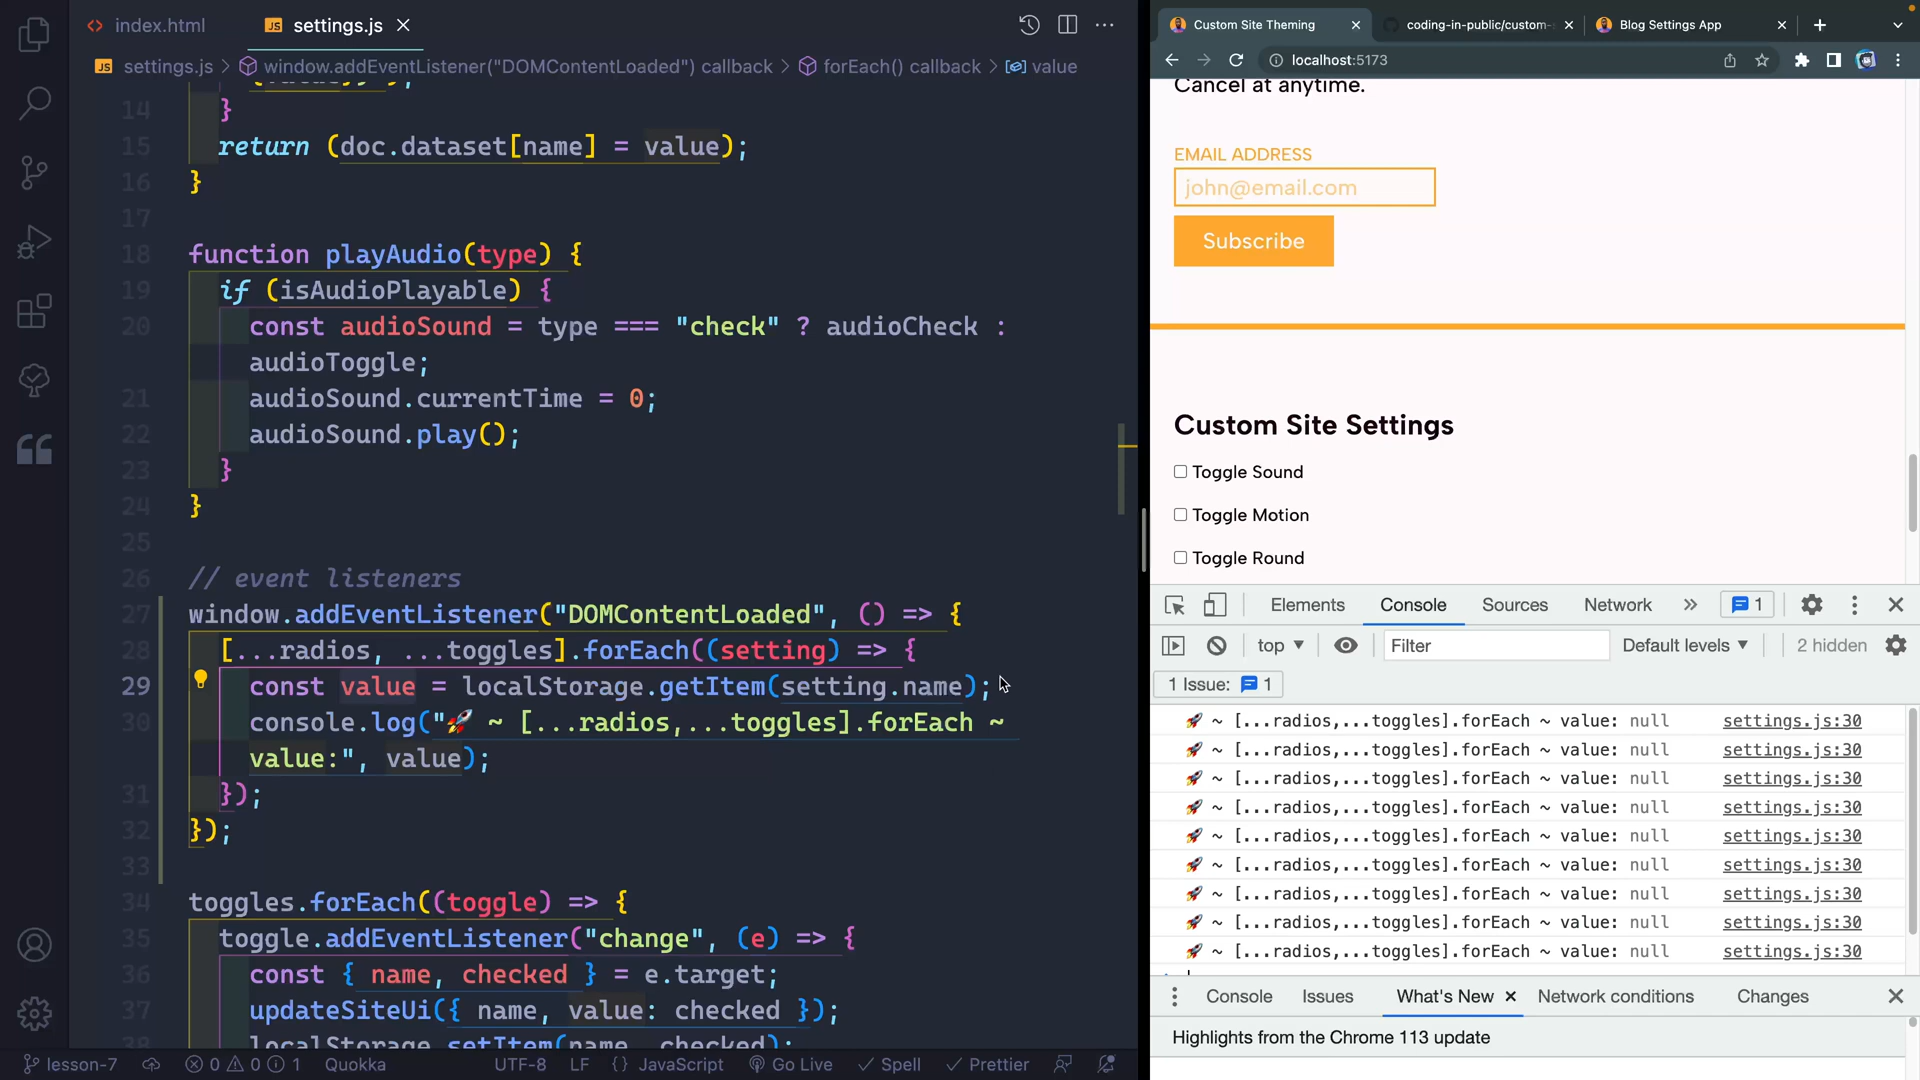 index.html
settings.js
settings.js
window.addEventListener("DOMContentLoaded") callback
forEach() callback
value
14 }
15 return (doc.dataset[name] = value);
16 }
17
18 function playAudio(type) {
19 if (isAudioPlayable) {
20 const audioSound = type === "check" ? audioCheck :
audioToggle;
21 audioSound.currentTime = 0;
22 audioSound.play();
23 }
24 }
25
26 // event listeners
27 window.addEventListener("DOMContentLoaded", () => {
28 [...radios, ...toggles].forEach((setting) => {
29 const value = localStorage.getItem(setting.name);
30 console.log("🚀 ~ [...radios,...toggles].forEach ~
value:", value);
31 });
32 });
33
34 toggles.forEach((toggle) => {
35 toggle.addEventListener("change", (e) => {
36 const { name, checked } = e.target;
37 updateSiteUi({ name, value: checked });
38 localStorage.setItem(name, checked);
lesson-7
0 0 1
Quokka
UTF-8
LF
{} JavaScript
Go Live
Spell
Prettier
Custom Site Theming
coding-in-public/custom-
Blog Settings App
localhost:5173
Cancel at anytime.
EMAIL ADDRESS
john@email.com
Subscribe
Custom Site Settings
Toggle Sound
Toggle Motion
Toggle Round
Elements
Console
Sources
Network
1
top
Filter
Default levels
2 hidden
1 Issue: 1
🚀 ~ [...radios,...toggles].forEach ~ value: null settings.js:30
🚀 ~ [...radios,...toggles].forEach ~ value: null settings.js:30
🚀 ~ [...radios,...toggles].forEach ~ value: null settings.js:30
🚀 ~ [...radios,...toggles].forEach ~ value: null settings.js:30
🚀 ~ [...radios,...toggles].forEach ~ value: null settings.js:30
🚀 ~ [...radios,...toggles].forEach ~ value: null settings.js:30
🚀 ~ [...radios,...toggles].forEach ~ value: null settings.js:30
🚀 ~ [...radios,...toggles].forEach ~ value: null settings.js:30
🚀 ~ [...radios,...toggles].forEach ~ value: null settings.js:30
Console
Issues
What's New
Network conditions
Changes
Highlights from the Chrome 113 update